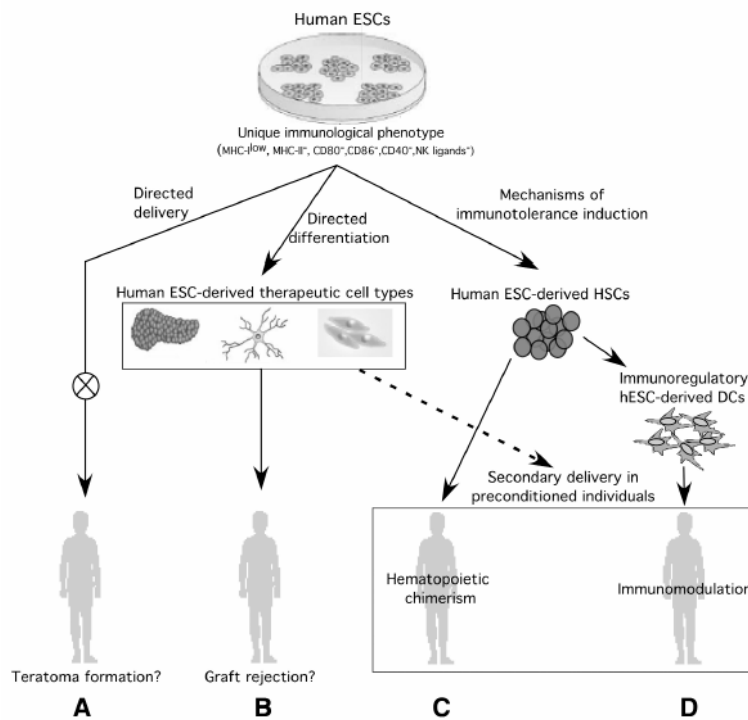 Human ESCs
Unique immunological phenotype
(MHC-Ilow, MHC-II-, CD80-,CD86-,CD40-,NK ligands-)
Directed
delivery
Directed
differentiation
Mechanisms of
immunotolerance induction
Human ESC-derived therapeutic cell types
Human ESC-derived HSCs
Immunoregulatory
hESC-derived DCs
Secondary delivery in
preconditioned individuals
Hematopoietic
chimerism
Immunomodulation
Teratoma formation?
Graft rejection?
A
B
C
D